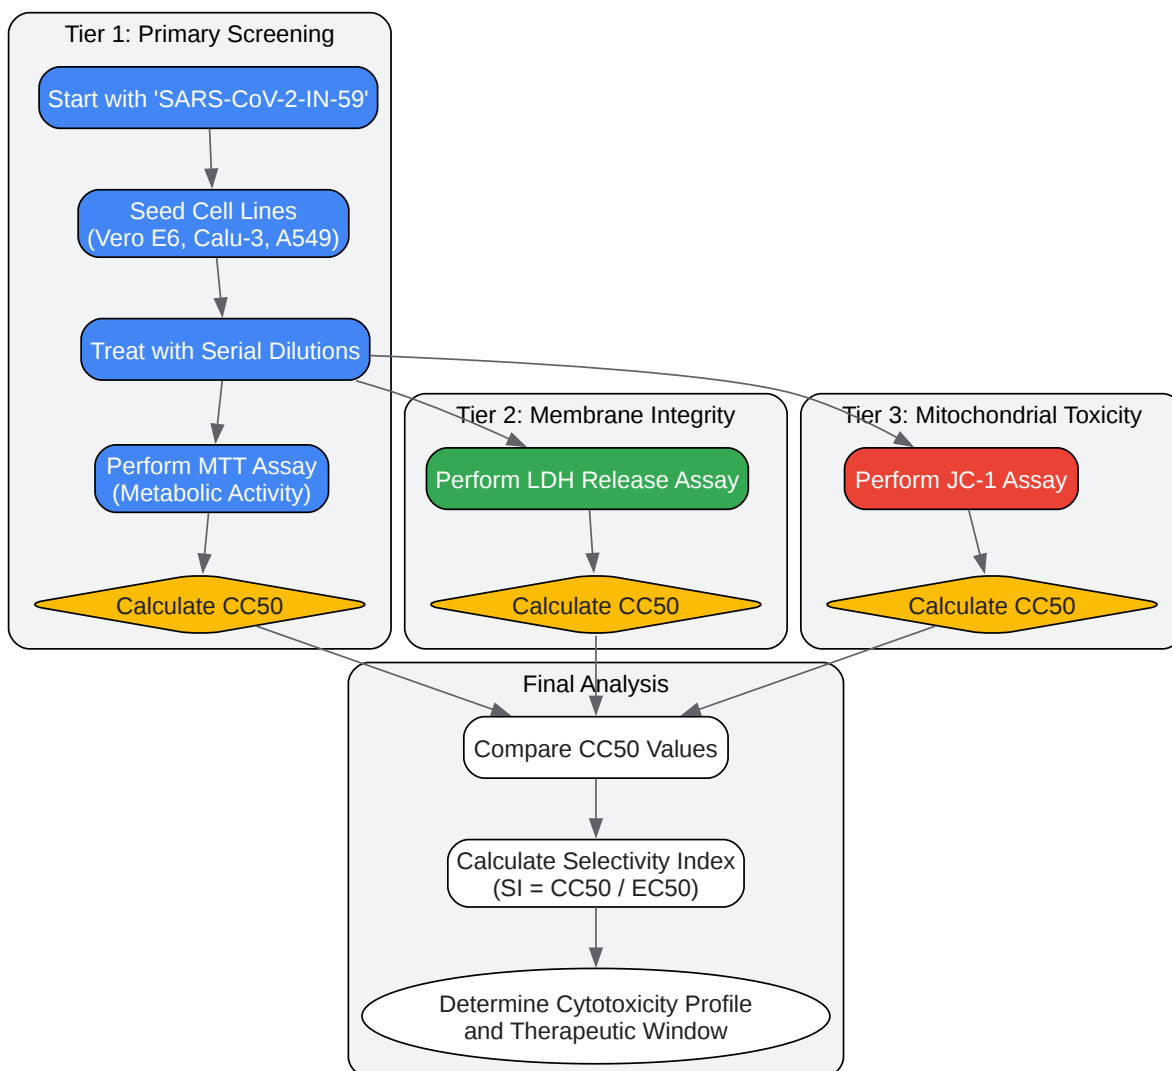 Tier 1: Primary Screening
Start with 'SARS-CoV-2-IN-59'
Seed Cell Lines
(Vero E6, Calu-3, A549)
Treat with Serial Dilutions
Perform MTT Assay
(Metabolic Activity)
Calculate CC50
Tier 2: Membrane Integrity
Perform LDH Release Assay
Calculate CC50
Tier 3: Mitochondrial Toxicity
Perform JC-1 Assay
Calculate CC50
Final Analysis
Compare CC50 Values
Calculate Selectivity Index
(SI = CC50 / EC50)
Determine Cytotoxicity Profile
and Therapeutic Window